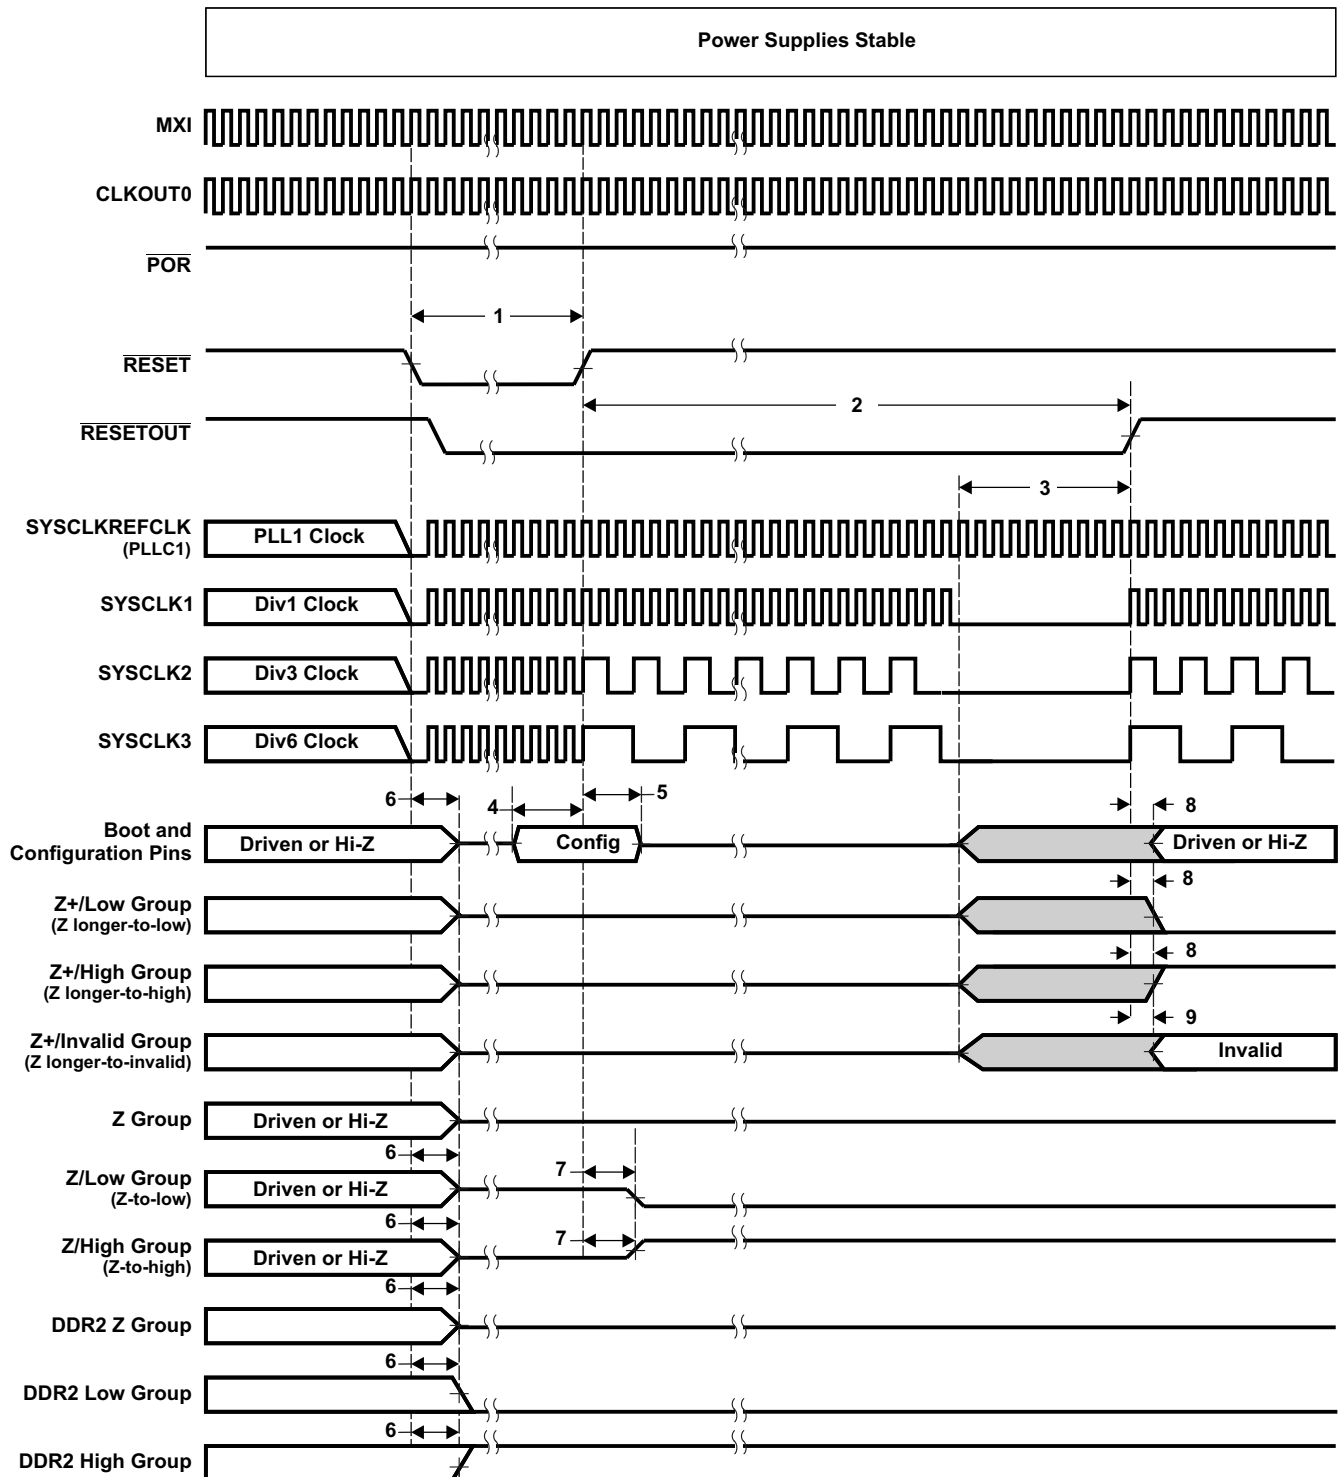 Power Supplies Stable
MXI
CLKOUT0
POR
1
RESET
2
RESETOUT
3
SYSCLKREFCLK
(PLLC1)
PLL1 Clock
SYSCLK1
Div1 Clock
SYSCLK2
Div3 Clock
SYSCLK3
Div6 Clock
6
4
5
8
Boot and
Configuration Pins
Driven or Hi-Z
Config
Driven or Hi-Z
8
Z+/Low Group
(Z longer-to-low)
8
Z+/High Group
(Z longer-to-high)
9
Z+/Invalid Group
(Z longer-to-invalid)
Invalid
Z Group
Driven or Hi-Z
6
7
Z/Low Group
(Z-to-low)
Driven or Hi-Z
6
7
Z/High Group
(Z-to-high)
Driven or Hi-Z
6
DDR2 Z Group
6
DDR2 Low Group
6
DDR2 High Group